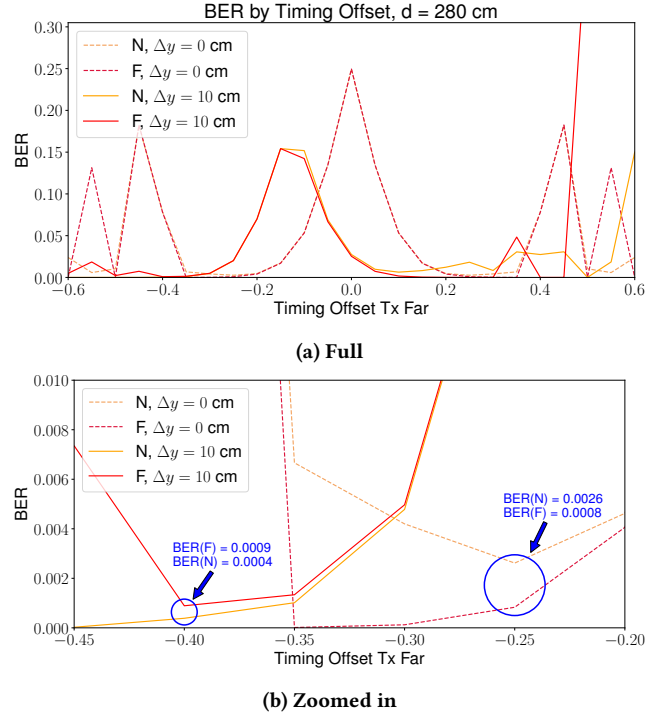 BER by Timing Offset, d = 280 cm
0.30
0.25
0.20
0.15
0.10
0.05
0.00
BER
N, Δy = 0 cm
F, Δy = 0 cm
N, Δy = 10 cm
F, Δy = 10 cm
−0.6 −0.4 −0.2 0.0 0.2 0.4 0.6
Timing Offset Tx Far
(a) Full
0.010
0.008
0.006
0.004
0.002
0.000
BER
N, Δy = 0 cm
F, Δy = 0 cm
N, Δy = 10 cm
F, Δy = 10 cm
BER(N) = 0.0026
BER(F) = 0.0008
BER(F) = 0.0009
BER(N) = 0.0004
−0.45 −0.40 −0.35 −0.30 −0.25 −0.20
Timing Offset Tx Far
(b) Zoomed in